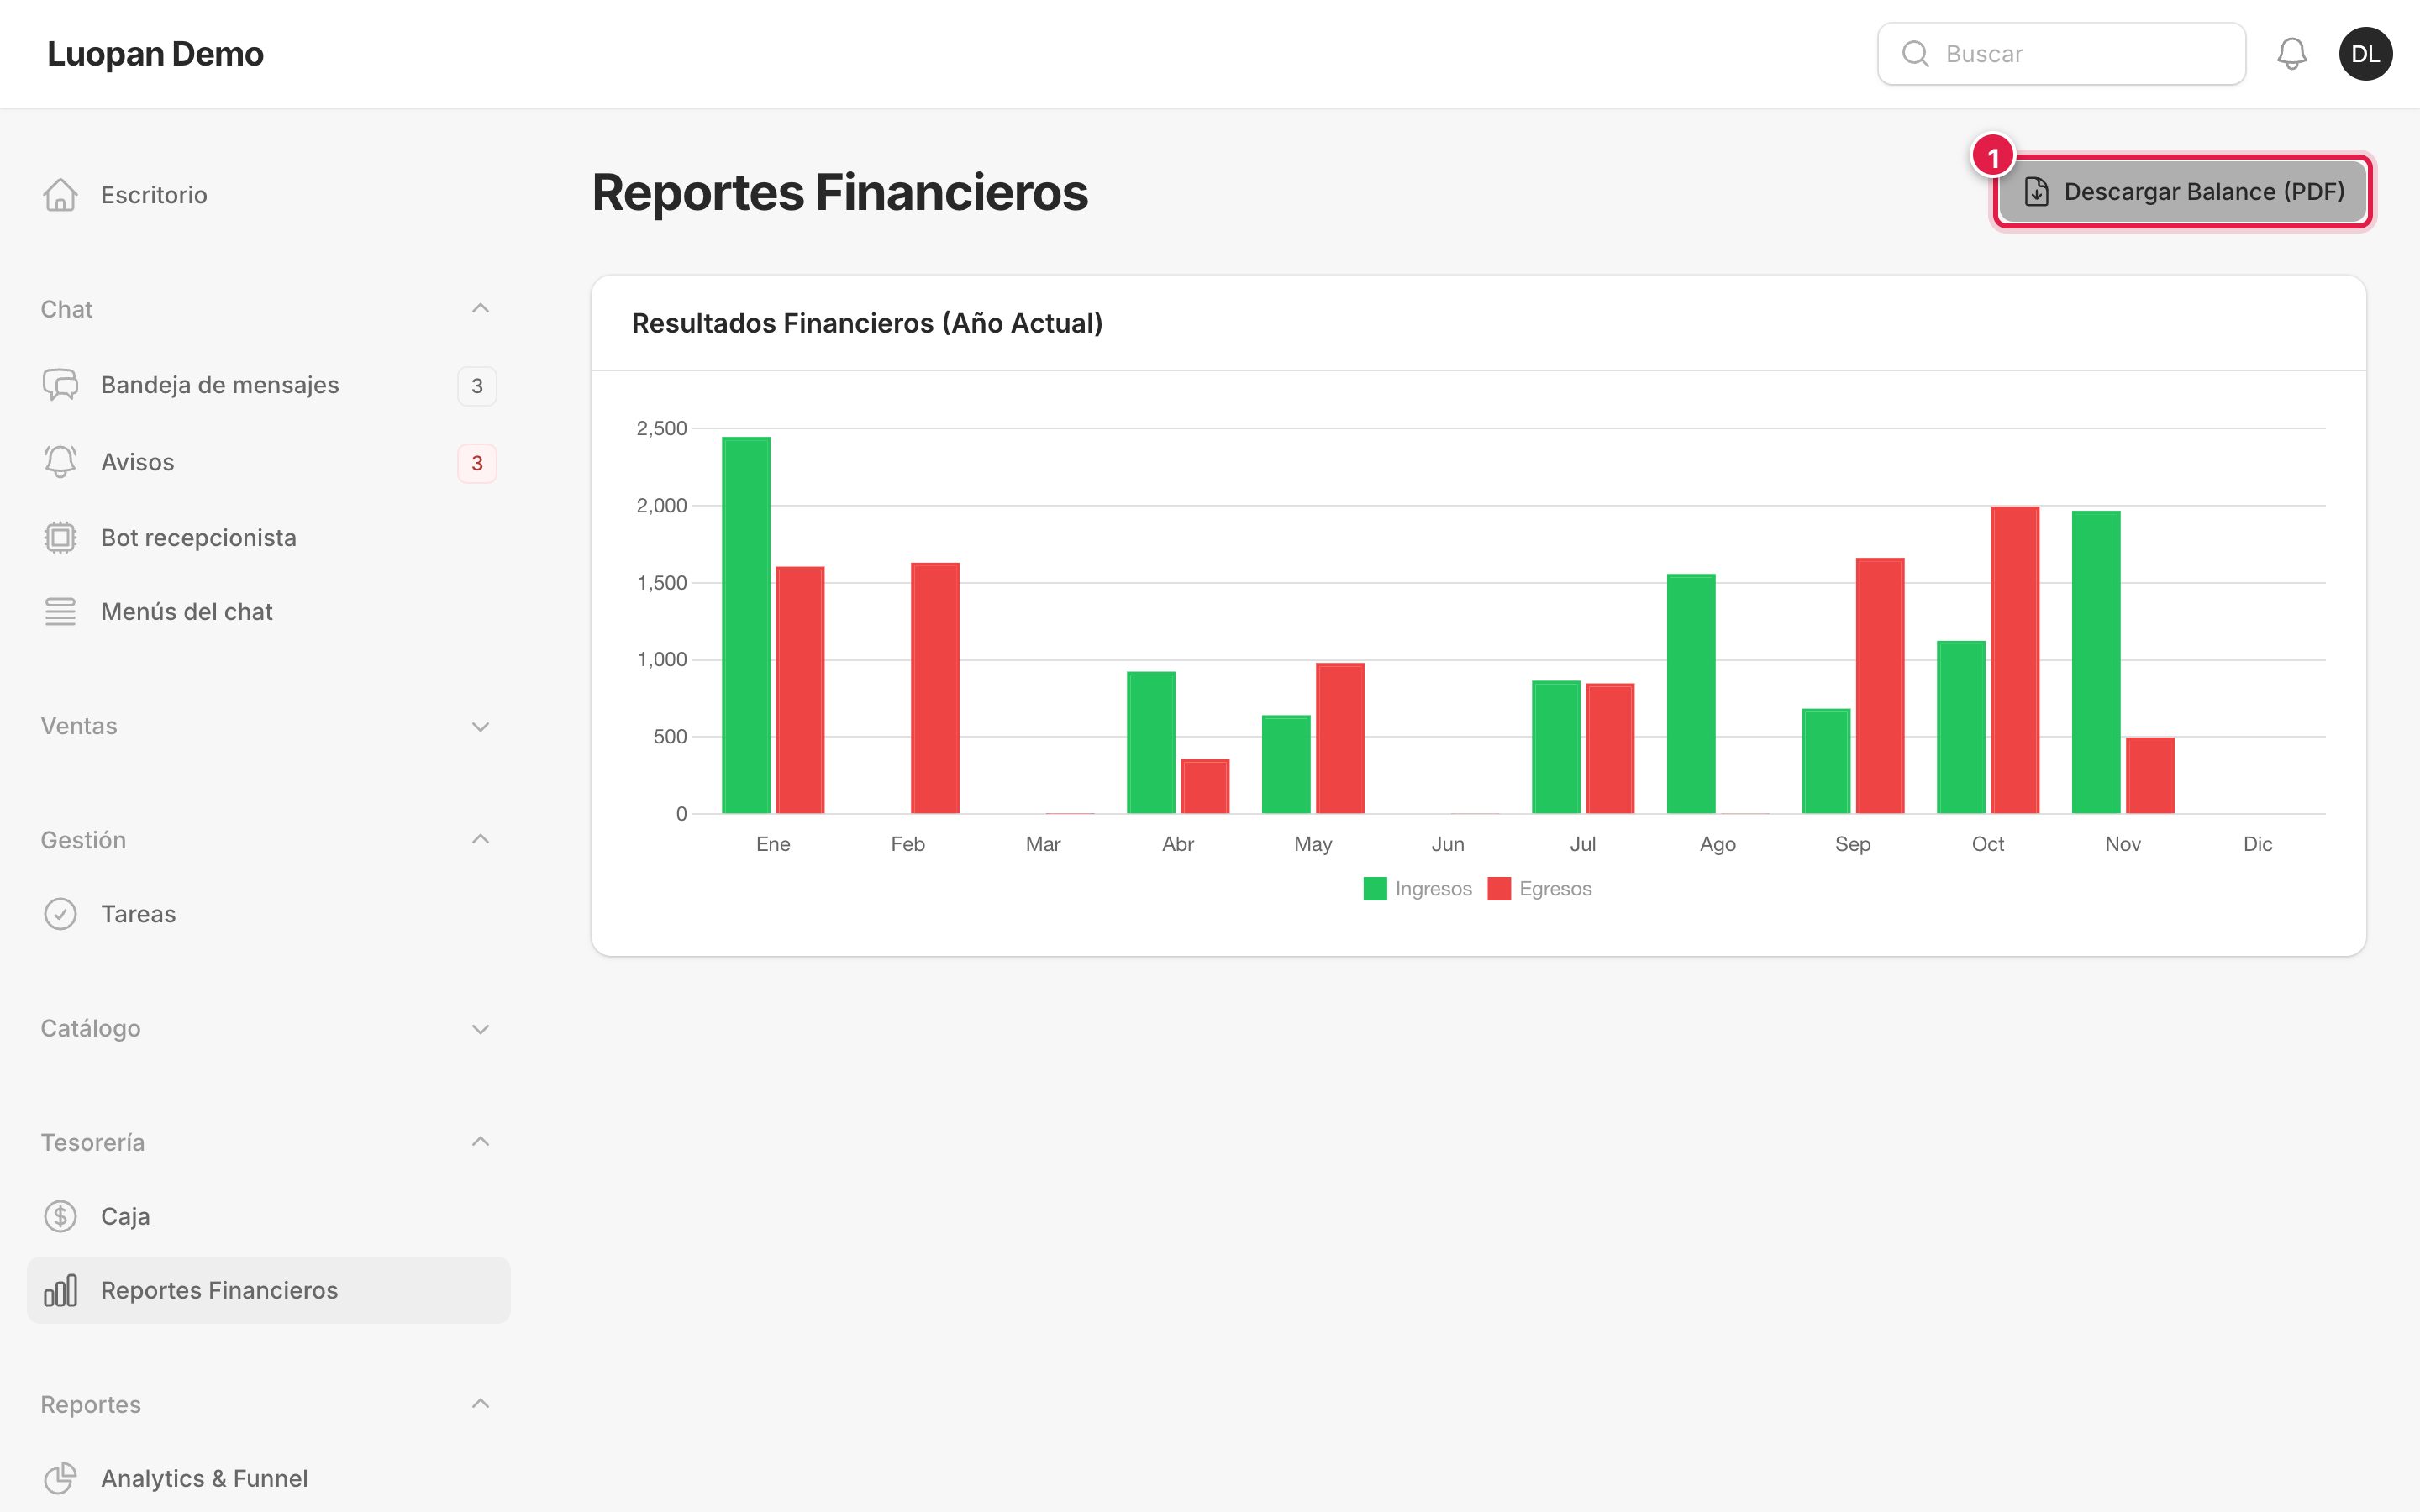 Luopan Demo
Buscar
DL
Escritorio
Chat
Bandeja de mensajes 3
Avisos 3
Bot recepcionista
Menús del chat
Ventas
Gestión
Tareas
Catálogo
Tesorería
Caja
Reportes Financieros
Reportes
Analytics & Funnel
Reportes Financieros
1
Descargar Balance (PDF)
Resultados Financieros (Año Actual)
2,500
2,000
1,500
1,000
500
0
Ene Feb Mar Abr May Jun Jul Ago Sep Oct Nov Dic
Ingresos Egresos